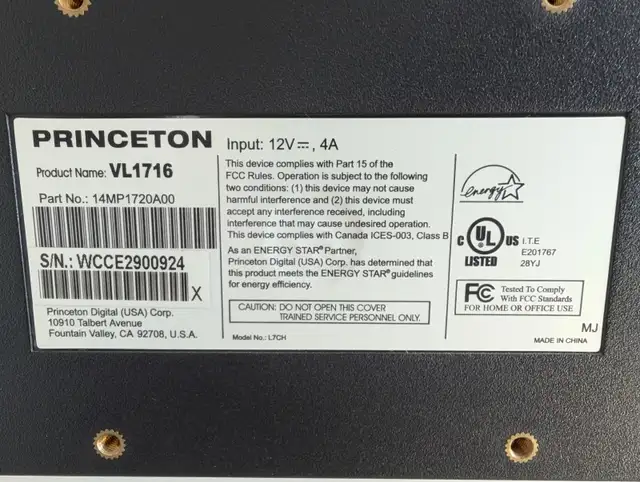 PRINCETON
Product Name: VL1716
Part No.: 14MP1720A00
S/N.: WCCE2900924
X
Princeton Digital (USA) Corp.
10910 Talbert Avenue
Fountain Valley, CA 92708, U.S.A.
Input: 12V⎓, 4A
This device complies with Part 15 of the
FCC Rules. Operation is subject to the following
two conditions: (1) this device may not cause
harmful interference and (2) this device must
accept any interference received, including
interference that may cause undesired operation.
This device complies with Canada ICES-003, Class B
As an ENERGY STAR® Partner,
Princeton Digital (USA) Corp. has determined that
this product meets the ENERGY STAR® guidelines
for energy efficiency.
CAUTION: DO NOT OPEN THIS COVER
TRAINED SERVICE PERSONNEL ONLY.
Model No.: L7CH
energy
C UL US I.T.E
LISTED
E201767
28YJ
FC Tested To Comply
With FCC Standards
FOR HOME OR OFFICE USE
MJ
MADE IN CHINA